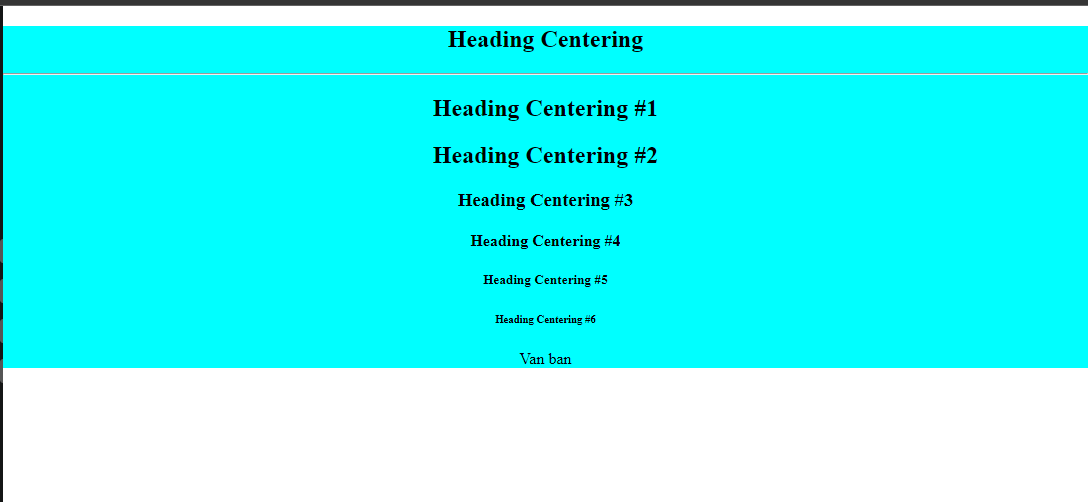 Heading Centering
Heading Centering #1
Heading Centering #2
Heading Centering #3
Heading Centering #4
Heading Centering #5
Heading Centering #6
Van ban